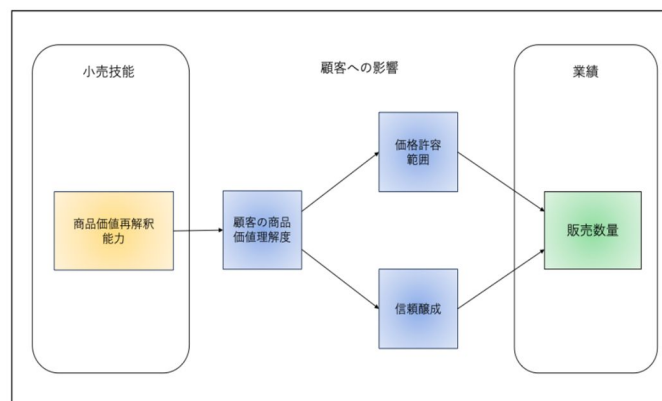 小売技能
顧客への影響
業績
商品価値再解釈
能力
顧客の商品
価値理解度
価格許容
範囲
信頼醸成
販売数量